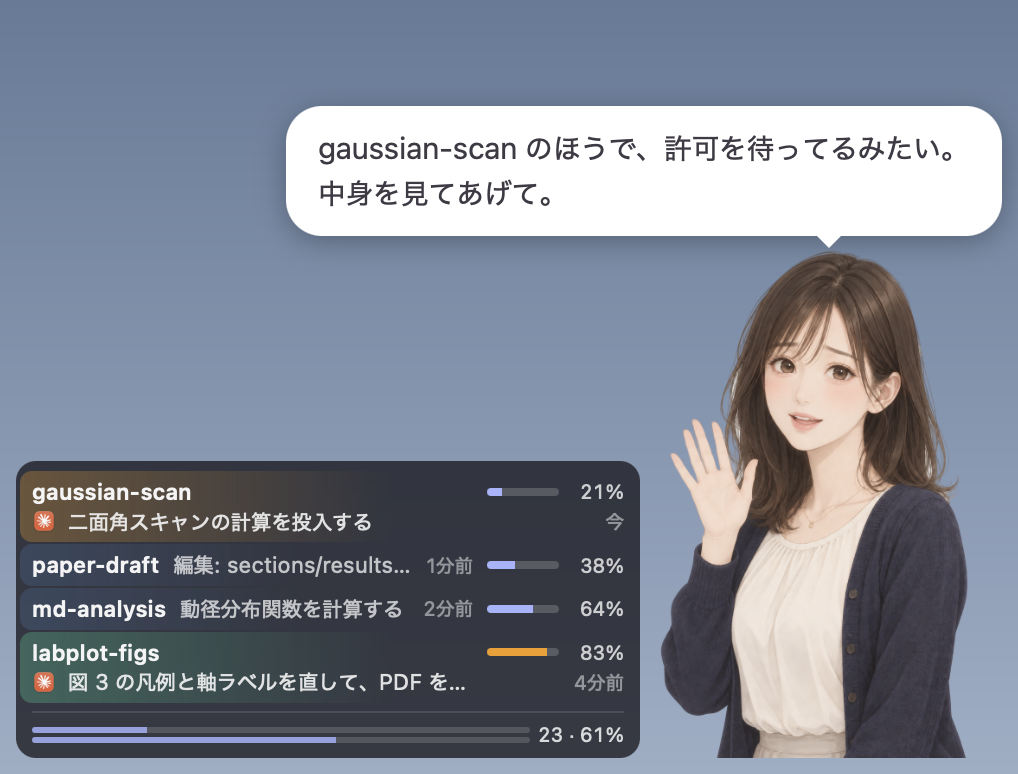 gaussian-scan のほうで、許可を待ってるみたい。
中身を見てあげて。
gaussian-scan 21%
二面角スキャンの計算を投入する 今
paper-draft 編集: sections/results... 1分前 38%
md-analysis 動径分布関数を計算する 2分前 64%
labplot-figs 83%
図 3 の凡例と軸ラベルを直して、PDF を... 4分前
23 · 61%